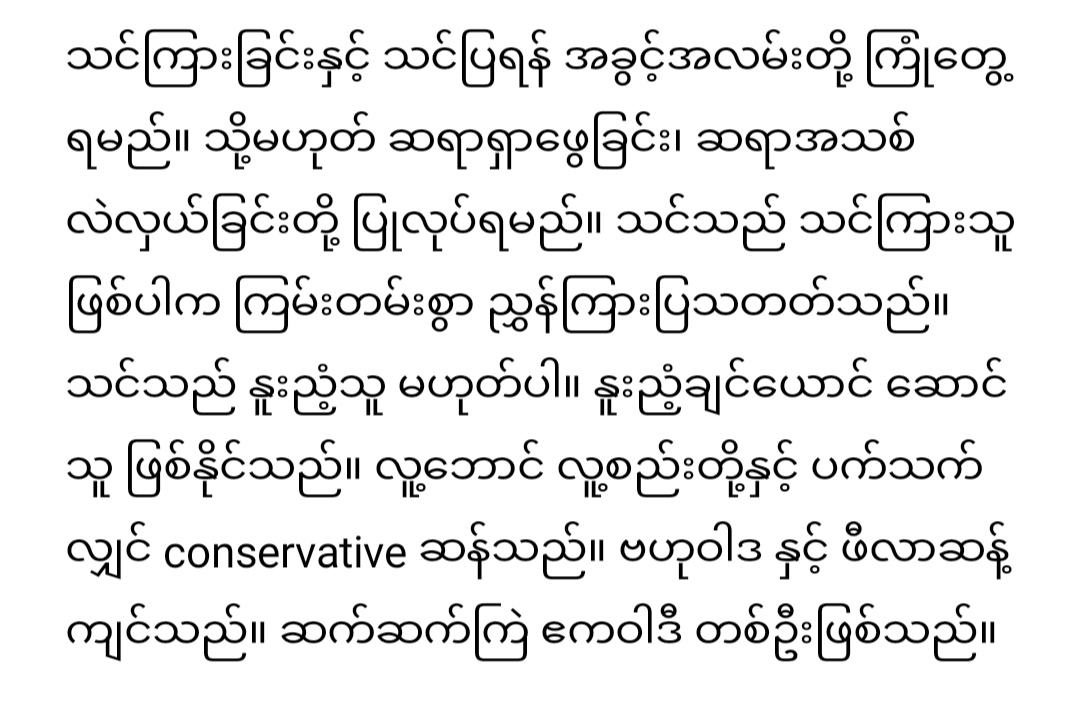 သင်ကြားခြင်းနှင့် သင်ပြရန် အခွင့်အလမ်းတို့ ကြုံတွေ့
ရမည်။ သို့မဟုတ် ဆရာရှာဖွေခြင်း၊ ဆရာအသစ်
လဲလှယ်ခြင်းတို့ ပြုလုပ်ရမည်။ သင်သည် သင်ကြားသူ
ဖြစ်ပါက ကြမ်းတမ်းစွာ ညွှန်ကြားပြသတတ်သည်။
သင်သည် နူးညံ့သူ မဟုတ်ပါ။ နူးညံ့ချင်ယောင် ဆောင်
သူ ဖြစ်နိုင်သည်။ လူ့ဘောင် လူ့စည်းတို့နှင့် ပက်သက်
လျှင် conservative ဆန်သည်။ ဗဟုဝါဒ နှင့် ဖီလာဆန့်
ကျင်သည်။ ဆက်ဆက်ကြဲ ဧကဝါဒီ တစ်ဦးဖြစ်သည်။